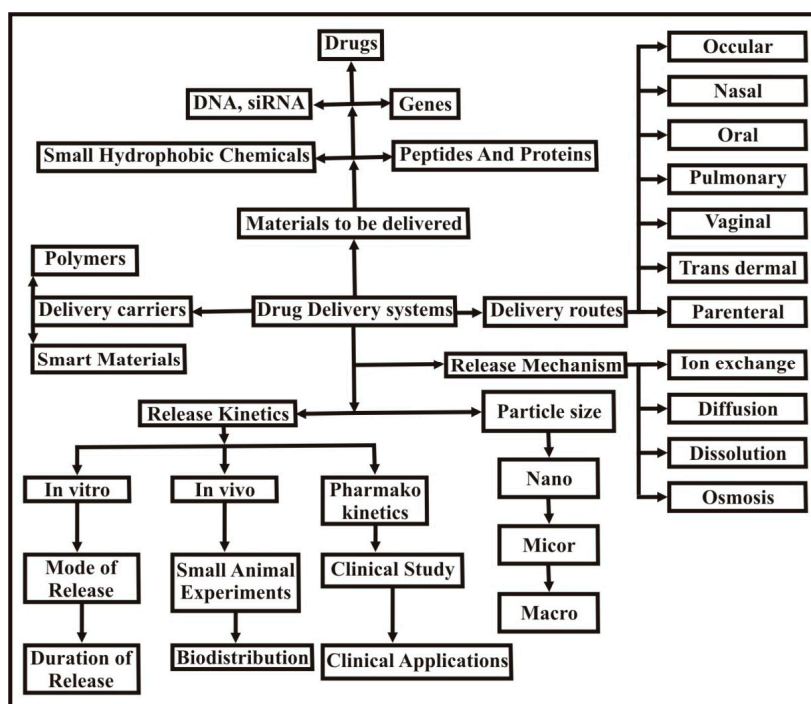 Drugs
DNA, siRNA
Genes
Small Hydrophobic Chemicals
Peptides And Proteins
Materials to be delivered
Polymers
Delivery carriers
Smart Materials
Drug Delivery systems
Delivery routes
Occular
Nasal
Oral
Pulmonary
Vaginal
Trans dermal
Parenteral
Release Mechanism
Ion exchange
Diffusion
Dissolution
Osmosis
Release Kinetics
Particle size
Nano
Micor
Macro
In vitro
Mode of
Release
Duration of
Release
In vivo
Small Animal
Experiments
Biodistribution
Pharmako
kinetics
Clinical Study
Clinical Applications